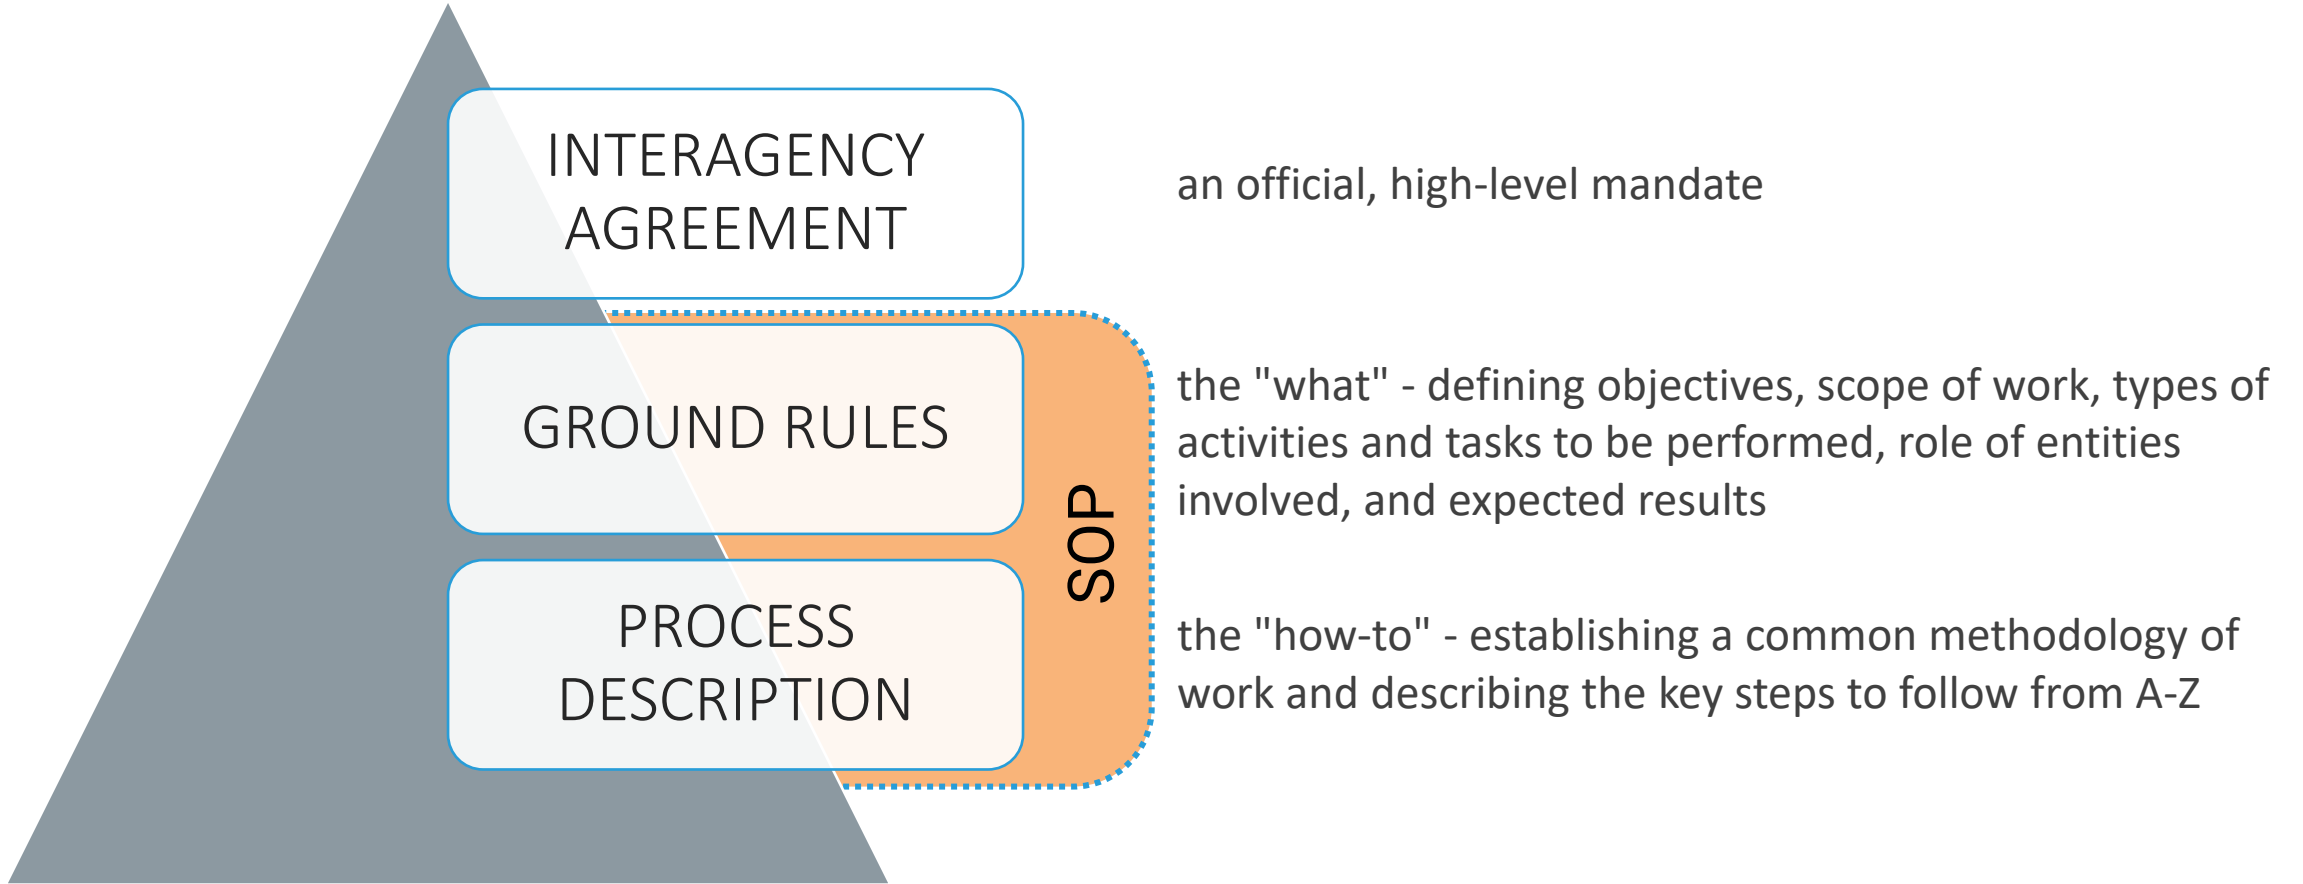 INTERAGENCY
AGREEMENT
an official, high-level mandate
GROUND RULES
the "what" - defining objectives, scope of work, types of
activities and tasks to be performed, role of entities
involved, and expected results
SOP
PROCESS
DESCRIPTION
the "how-to" - establishing a common methodology of
work and describing the key steps to follow from A-Z